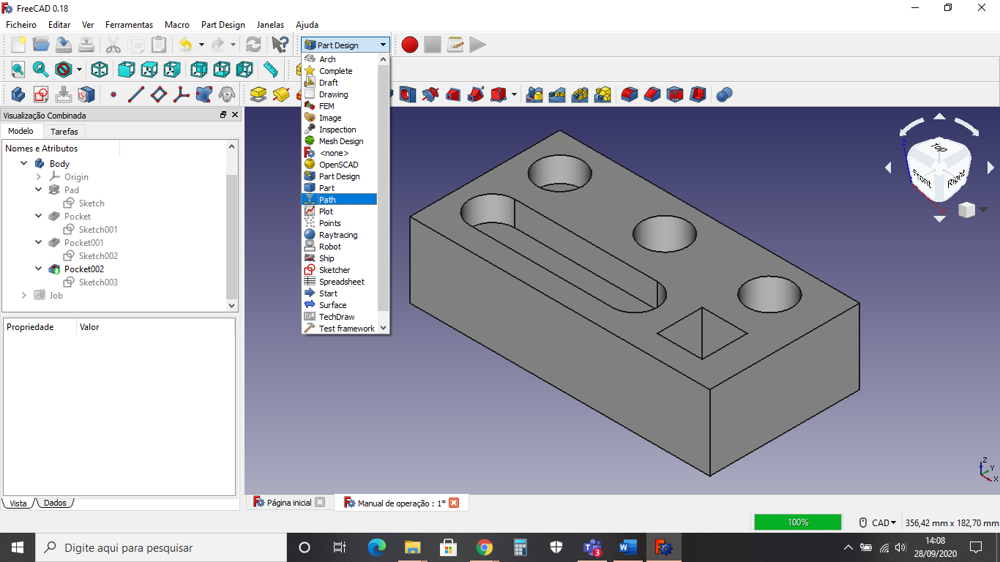 FreeCAD 0.18
Ficheiro Editar Ver Ferramentas Macro Part Design Janelas Ajuda
Part Design
Arch
Complete
Draft
Drawing
FEM
Image
Inspection
Mesh Design
<none>
OpenSCAD
Part Design
Part
Path
Plot
Points
Raytracing
Robot
Ship
Sketcher
Spreadsheet
Start
Surface
TechDraw
Test framework
Visualização Combinada
Modelo Tarefas
Nomes e Atributos
Body
Origin
Pad
Sketch
Pocket
Sketch001
Pocket001
Sketch002
Pocket002
Sketch003
Job
Propriedade Valor
Vista Dados
Top
Front
Right
Z
X
Z
Y
X
Página inicial
Manual de operação : 1*
100%
CAD
356,42 mm x 182,70 mm
Digite aqui para pesquisar
3
14:08
28/09/2020